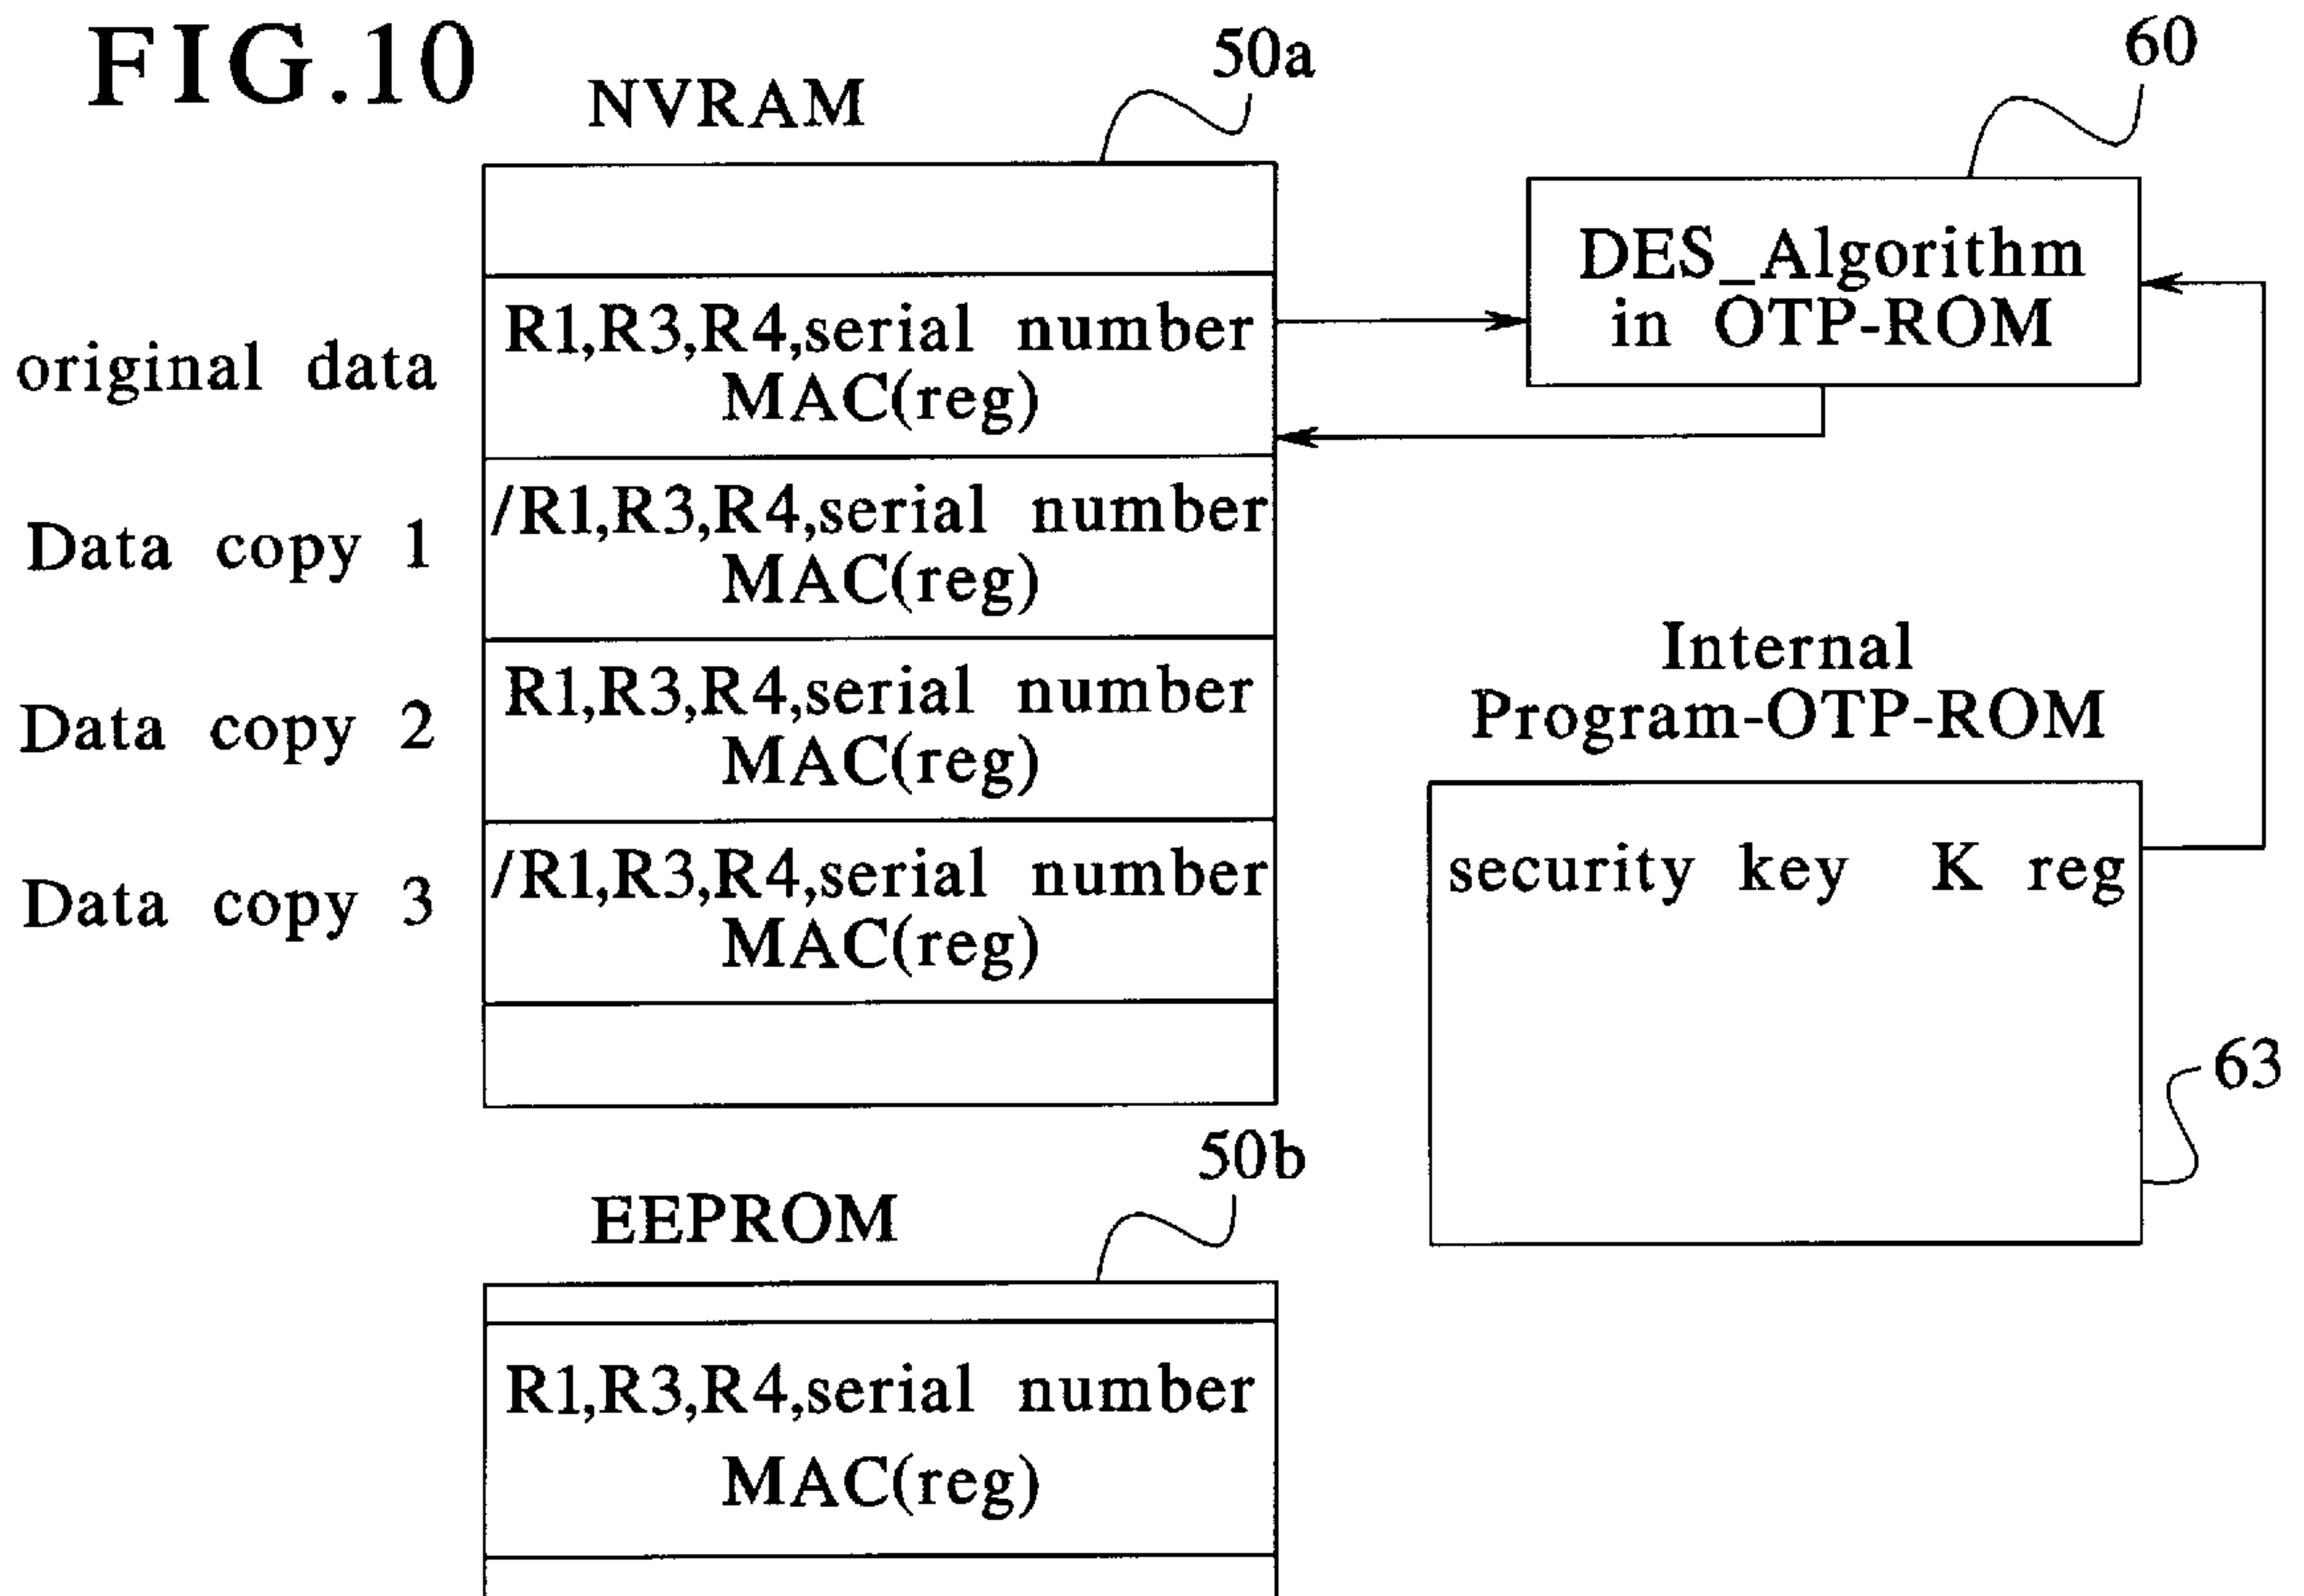 FIG.10
NVRAM
50a
60
DES_Algorithm
in OTP-ROM
original data
R1,R3,R4,serial number
MAC(reg)
Data copy 1
/R1,R3,R4,serial number
MAC(reg)
Data copy 2
R1,R3,R4,serial number
MAC(reg)
Data copy 3
/R1,R3,R4,serial number
MAC(reg)
Internal
Program-OTP-ROM
security key K reg
63
EEPROM
50b
R1,R3,R4,serial number
MAC(reg)